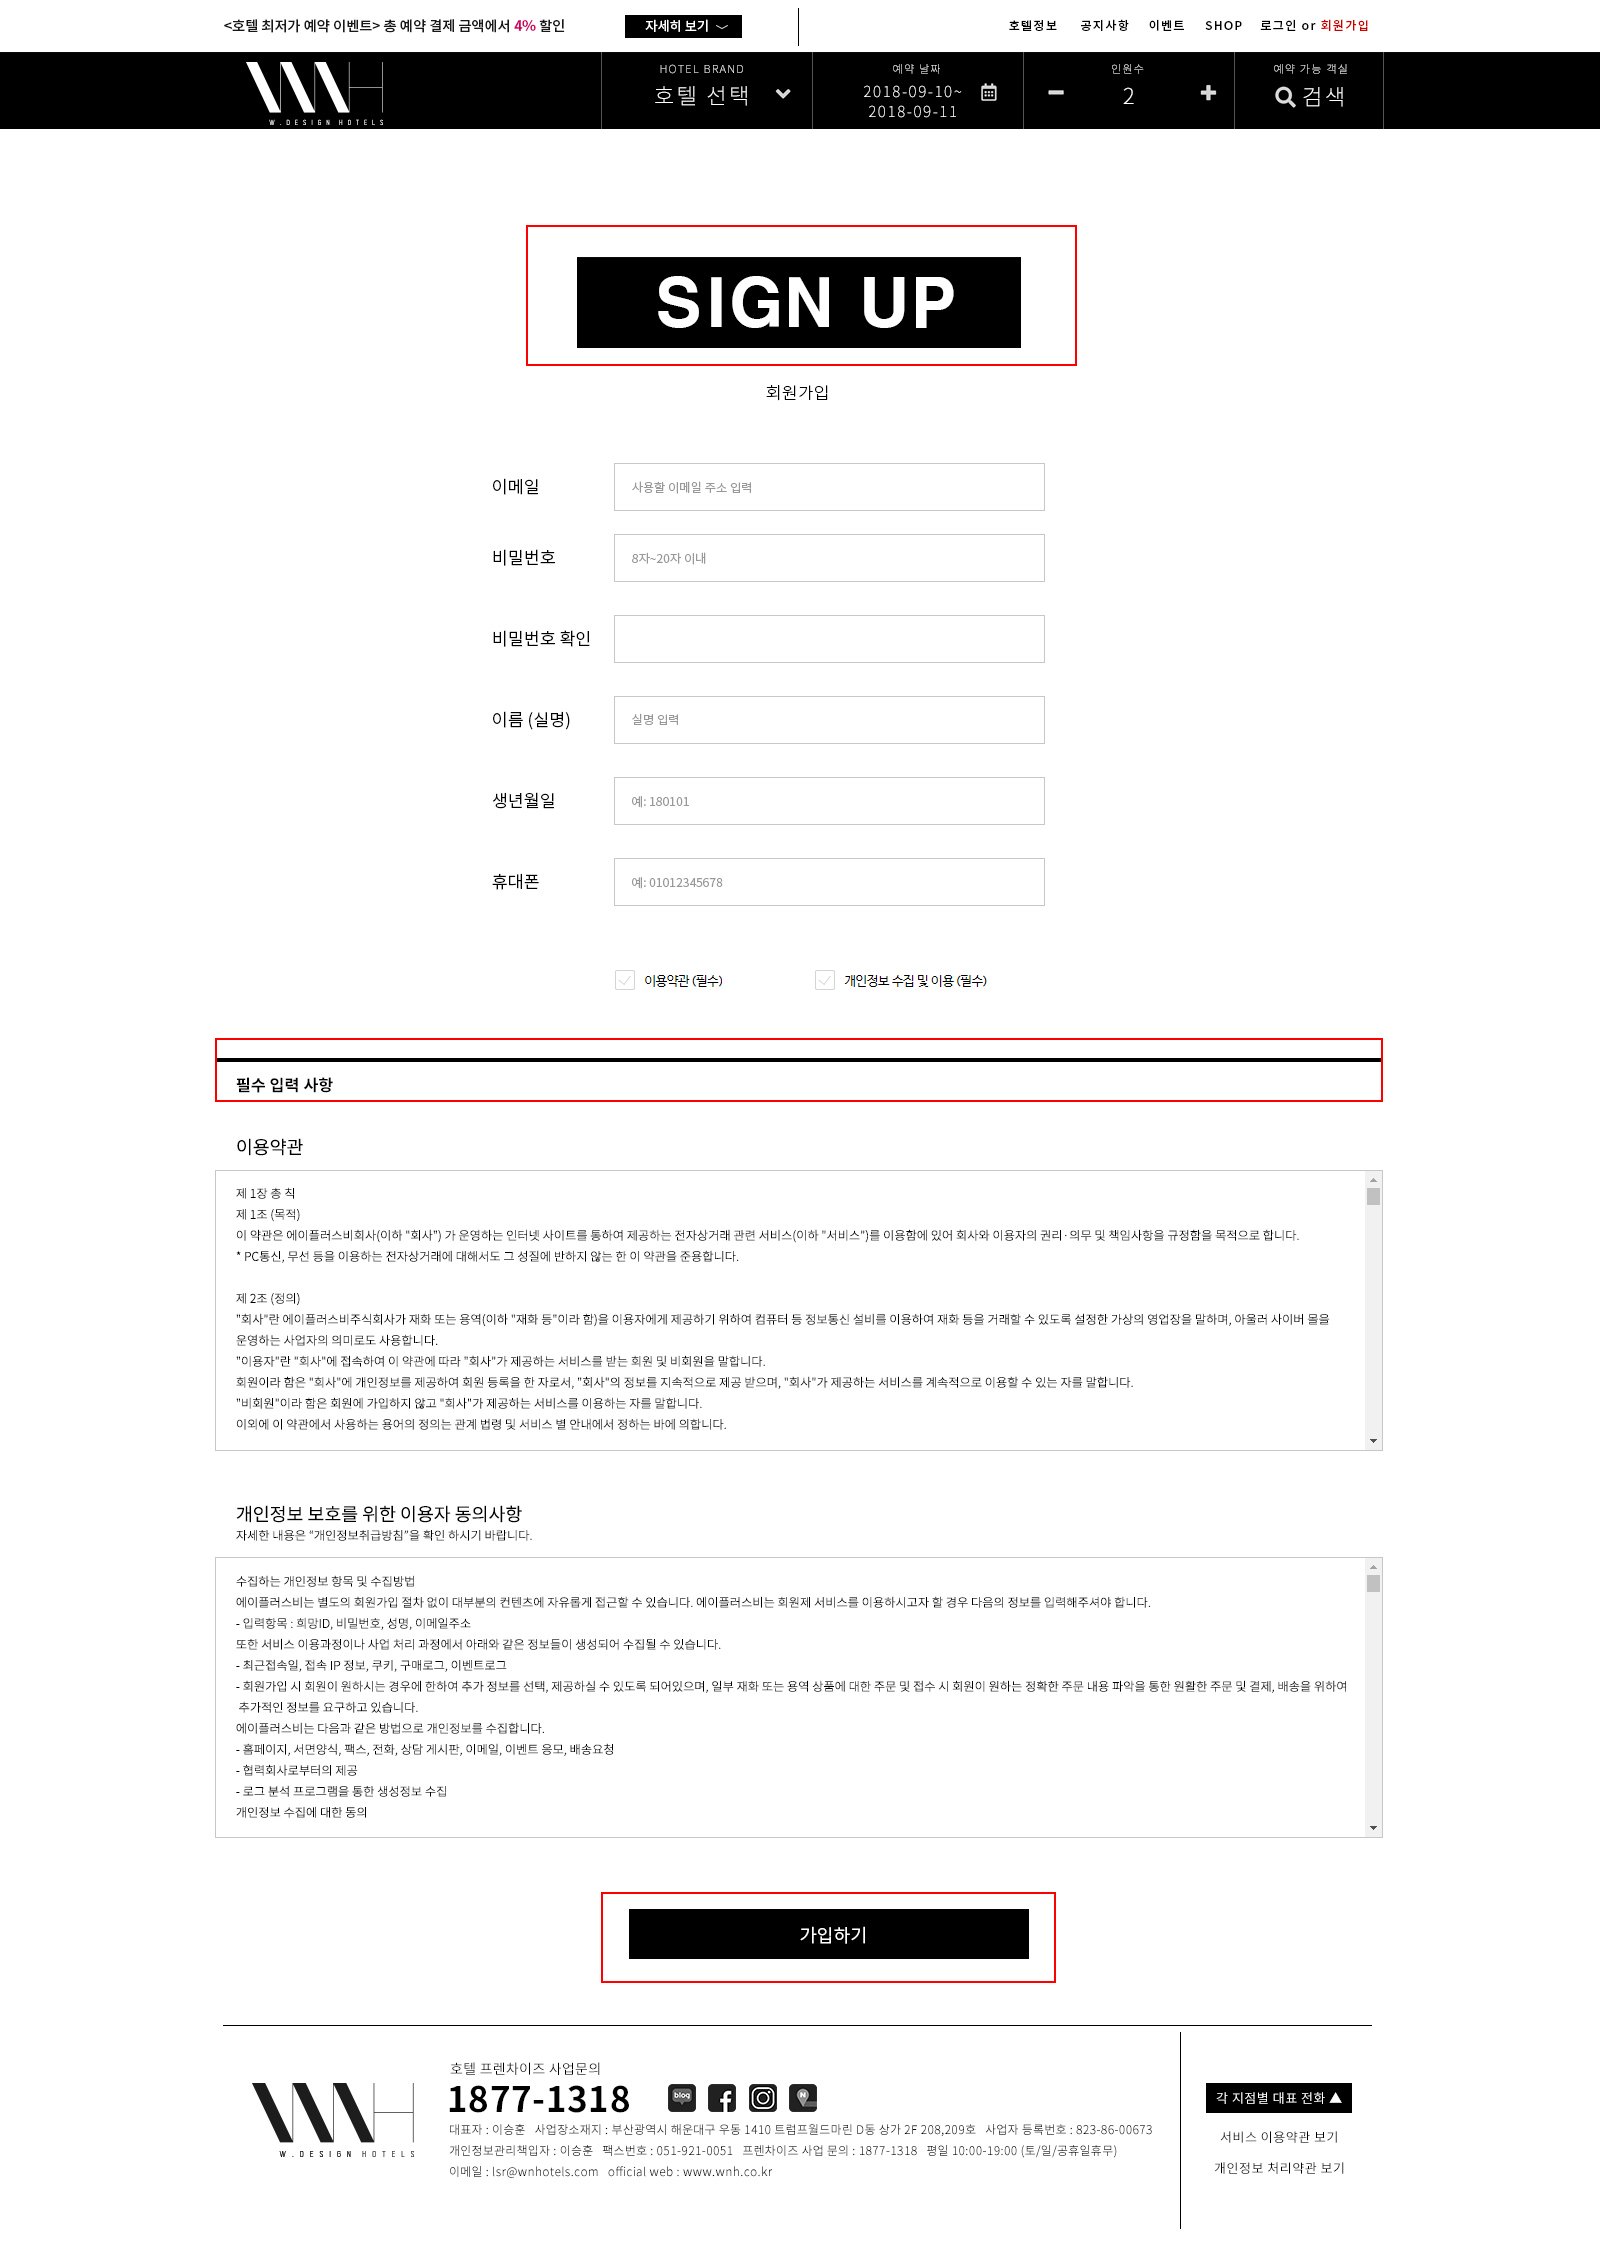 <호텔 최저가 예약 이벤트> 총 예약 결제 금액에서 4% 할인
자세히 보기
호텔정보 공지사항 이벤트 SHOP 로그인 or 회원가입
WNH
W.DESIGN HOTELS
HOTEL BRAND
호텔 선택
예약 날짜
2018-09-10~
2018-09-11
인원수
2
예약 가능 객실
검색
SIGN UP
회원가입
이메일
사용할 이메일 주소 입력
비밀번호
8자~20자 이내
비밀번호 확인
이름 (실명)
실명 입력
생년월일
예: 180101
휴대폰
예: 01012345678
이용약관 (필수)
개인정보 수집 및 이용 (필수)
필수 입력 사항
이용약관
제 1장 총 칙
제 1조 (목적)
이 약관은 에이플러스비회사(이하 "회사") 가 운영하는 인터넷 사이트를 통하여 제공하는 전자상거래 관련 서비스(이하 "서비스")를 이용함에 있어 회사와 이용자의 권리·의무 및 책임사항을 규정함을 목적으로 합니다.
* PC통신, 무선 등을 이용하는 전자상거래에 대해서도 그 성질에 반하지 않는 한 이 약관을 준용합니다.
제 2조 (정의)
"회사"란 에이플러스비주식회사가 재화 또는 용역(이하 "재화 등"이라 함)을 이용자에게 제공하기 위하여 컴퓨터 등 정보통신 설비를 이용하여 재화 등을 거래할 수 있도록 설정한 가상의 영업장을 말하며, 아울러 사이버 몰을
운영하는 사업자의 의미로도 사용합니다.
"이용자"란 "회사"에 접속하여 이 약관에 따라 "회사"가 제공하는 서비스를 받는 회원 및 비회원을 말합니다.
회원이라 함은 "회사"에 개인정보를 제공하여 회원 등록을 한 자로서, "회사"의 정보를 지속적으로 제공 받으며, "회사"가 제공하는 서비스를 계속적으로 이용할 수 있는 자를 말합니다.
"비회원"이라 함은 회원에 가입하지 않고 "회사"가 제공하는 서비스를 이용하는 자를 말합니다.
이외에 이 약관에서 사용하는 용어의 정의는 관계 법령 및 서비스 별 안내에서 정하는 바에 의합니다.
개인정보 보호를 위한 이용자 동의사항
자세한 내용은 "개인정보취급방침"을 확인 하시기 바랍니다.
수집하는 개인정보 항목 및 수집방법
에이플러스비는 별도의 회원가입 절차 없이 대부분의 컨텐츠에 자유롭게 접근할 수 있습니다. 에이플러스비는 회원제 서비스를 이용하시고자 할 경우 다음의 정보를 입력해주셔야 합니다.
- 입력항목 : 희망ID, 비밀번호, 성명, 이메일주소
또한 서비스 이용과정이나 사업 처리 과정에서 아래와 같은 정보들이 생성되어 수집될 수 있습니다.
- 최근접속일, 접속 IP 정보, 쿠키, 구매로그, 이벤트로그
- 회원가입 시 회원이 원하시는 경우에 한하여 추가 정보를 선택, 제공하실 수 있도록 되어있으며, 일부 재화 또는 용역 상품에 대한 주문 및 접수 시 회원이 원하는 정확한 주문 내용 파악을 통한 원활한 주문 및 결제, 배송을 위하여
추가적인 정보를 요구하고 있습니다.
에이플러스비는 다음과 같은 방법으로 개인정보를 수집합니다.
- 홈페이지, 서면양식, 팩스, 전화, 상담 게시판, 이메일, 이벤트 응모, 배송요청
- 협력회사로부터의 제공
- 로그 분석 프로그램을 통한 생성정보 수집
개인정보 수집에 대한 동의
가입하기
WNH
W.DESIGN HOTELS
호텔 프렌차이즈 사업문의
1877-1318
blog
N
대표자 : 이승훈 사업장소재지 : 부산광역시 해운대구 우동 1410 트럼프월드마린 D동 상가 2F 208,209호 사업자 등록번호 : 823-86-00673
개인정보관리책임자 : 이승훈 팩스번호 : 051-921-0051 프렌차이즈 사업 문의 : 1877-1318 평일 10:00-19:00 (토/일/공휴일휴무)
이메일 : lsr@wnhotels.com official web : www.wnh.co.kr
각 지점별 대표 전화 ▲
서비스 이용약관 보기
개인정보 처리약관 보기